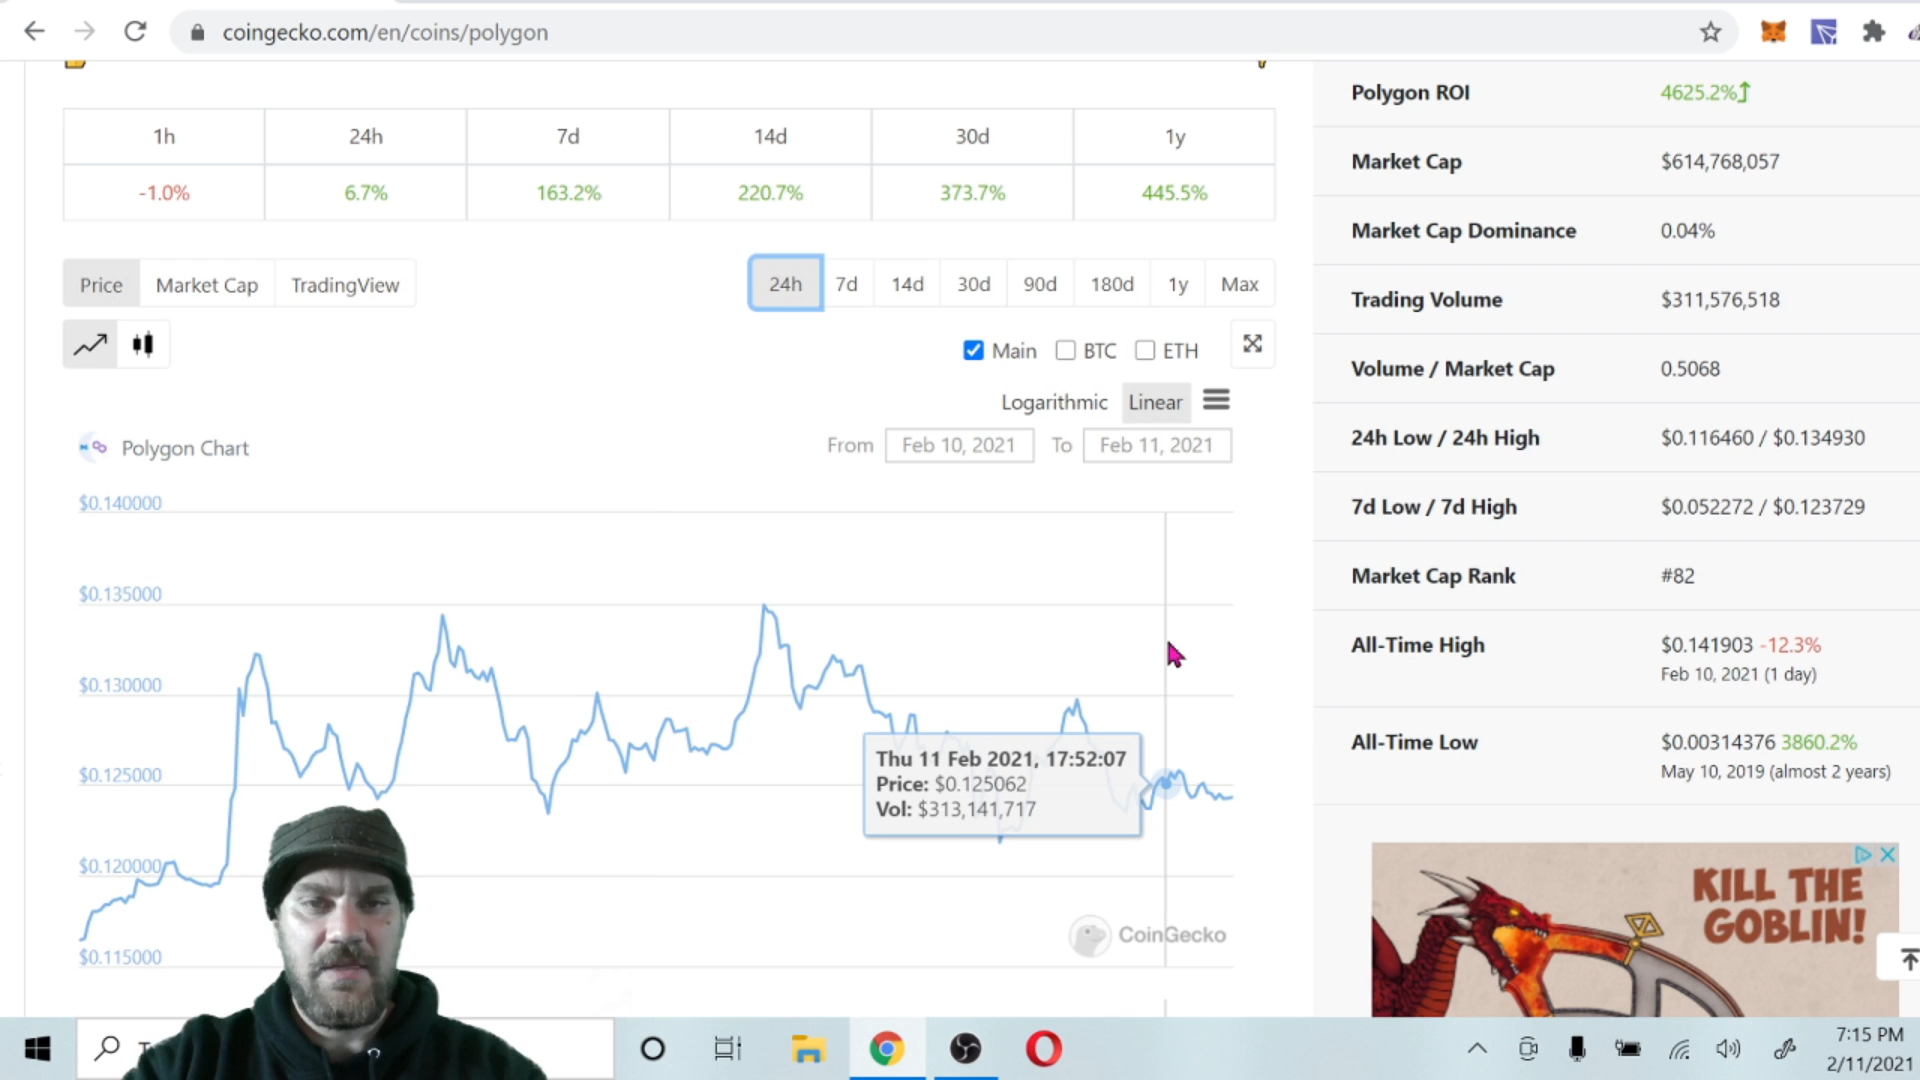 coingecko.com/en/coins/polygon
1h 24h 7d 14d 30d 1y
-1.0% 6.7% 163.2% 220.7% 373.7% 445.5%
Price Market Cap TradingView 24h 7d 14d 30d 90d 180d 1y Max
Main BTC ETH
Logarithmic Linear
Polygon Chart From Feb 10, 2021 To Feb 11, 2021
$0.140000
$0.135000
$0.130000
$0.125000
$0.120000
$0.115000
Thu 11 Feb 2021, 17:52:07
Price: $0.125062
Vol: $313,141,717
CoinGecko
Polygon ROI 4625.2%
Market Cap $614,768,057
Market Cap Dominance 0.04%
Trading Volume $311,576,518
Volume / Market Cap 0.5068
24h Low / 24h High $0.116460 / $0.134930
7d Low / 7d High $0.052272 / $0.123729
Market Cap Rank #82
All-Time High $0.141903 -12.3%
Feb 10, 2021 (1 day)
All-Time Low $0.00314376 3860.2%
May 10, 2019 (almost 2 years)
KILL THE
GOBLIN!
7:15 PM
2/11/2021